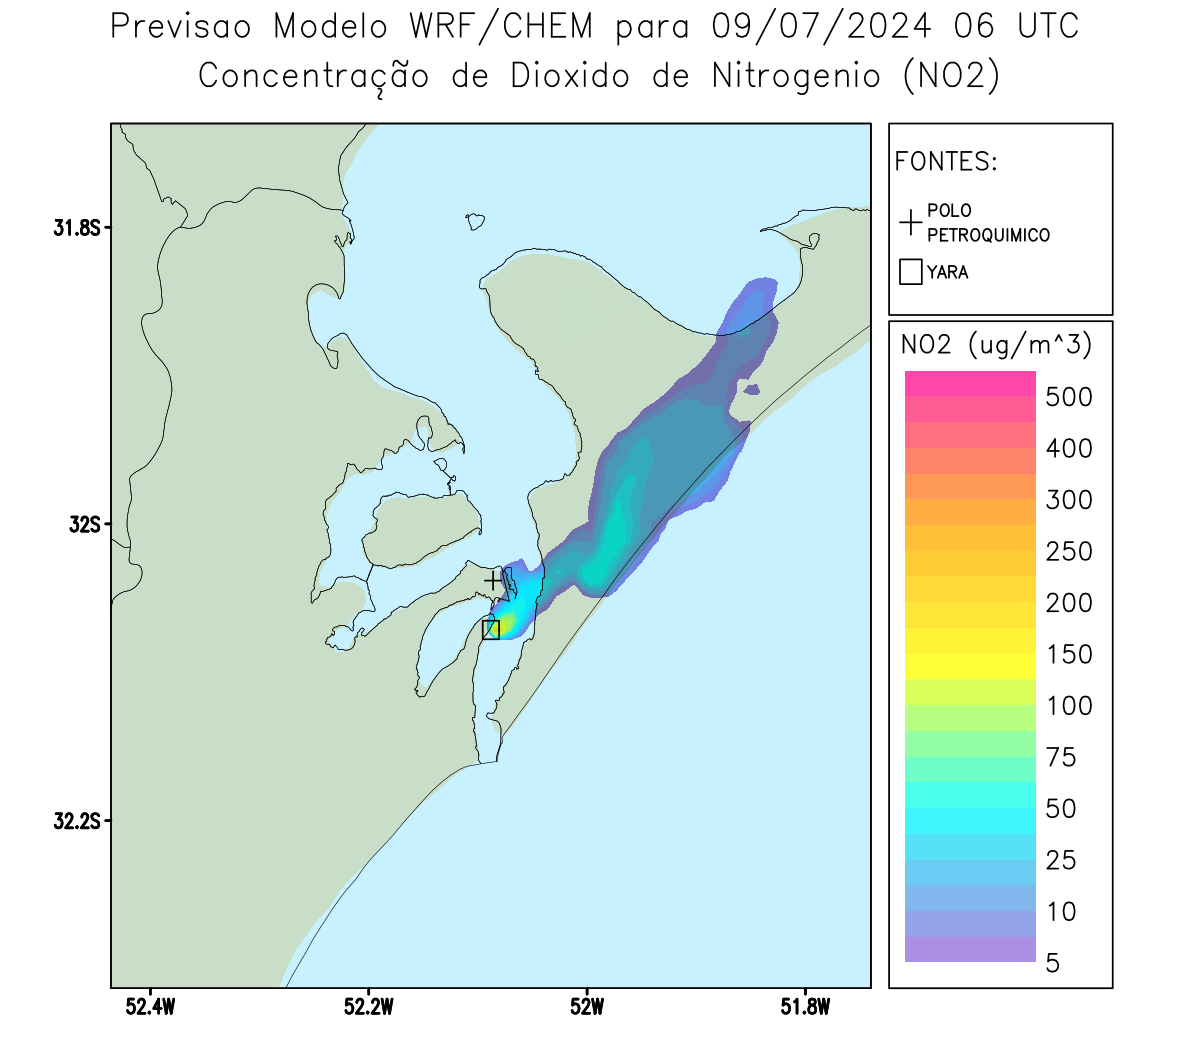 Previsao Modelo WRF/CHEM para 09/07/2024 06 UTC
Concentração de Dioxido de Nitrogenio (NO2)
FONTES:
POLO
PETROQUIMICO
YARA
NO2 (ug/m^3)
500
400
300
250
200
150
100
75
50
25
10
5
31.8S
32S
32.2S
52.4W
52.2W
52W
51.8W